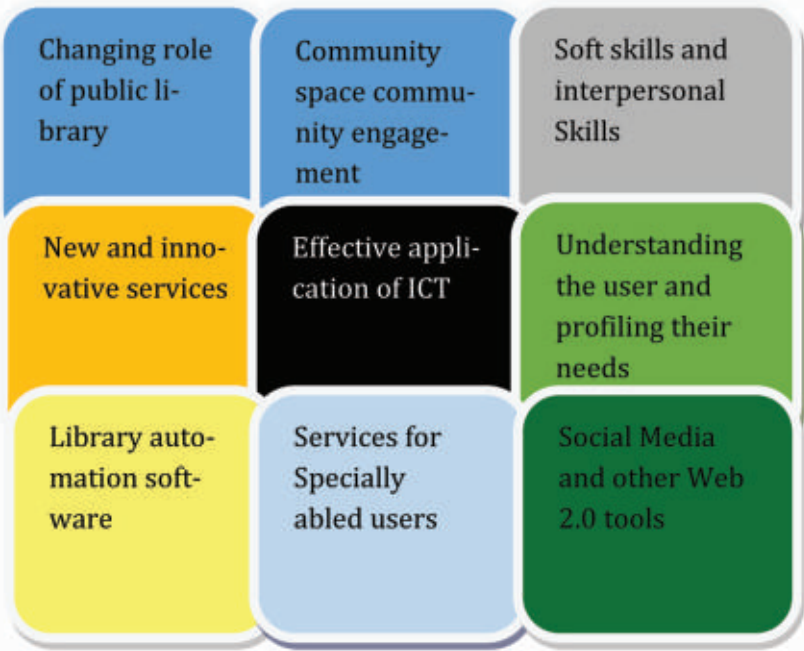 Changing role
of public li-
brary
Community
space commu-
nity engage-
ment
Soft skills and
interpersonal
Skills
New and inno-
vative services
Effective appli-
cation of ICT
Understanding
the user and
profiling their
needs
Library auto-
mation soft-
ware
Services for
Specially
abled users
Social Media
and other Web
2.0 tools